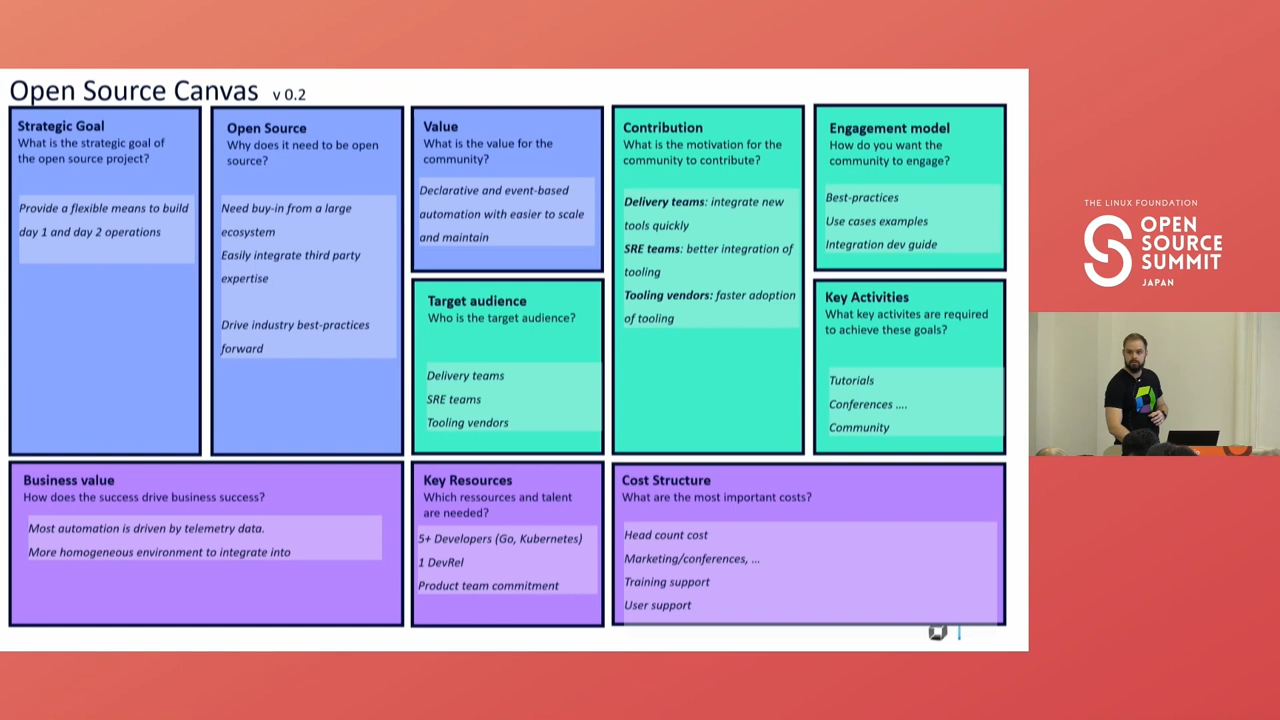 Open Source Canvas v 0.2
Strategic Goal
What is the strategic goal of
the open source project?
Provide a flexible means to build
day 1 and day 2 operations
Open Source
Why does it need to be open
source?
Need buy-in from a large
ecosystem
Easily integrate third party
expertise
Drive industry best-practices
forward
Value
What is the value for the
community?
Declarative and event-based
automation with easier to scale
and maintain
Target audience
Who is the target audience?
Delivery teams
SRE teams
Tooling vendors
Contribution
What is the motivation for the
community to contribute?
Delivery teams: integrate new
tools quickly
SRE teams: better integration of
tooling
Tooling vendors: faster adoption
of tooling
Engagement model
How do you want the
community to engage?
Best-practices
Use cases examples
Integration dev guide
Key Activities
What key activites are required
to achieve these goals?
Tutorials
Conferences ....
Community
Business value
How does the success drive business success?
Most automation is driven by telemetry data.
More homogeneous environment to integrate into
Key Resources
Which ressources and talent
are needed?
5+ Developers (Go, Kubernetes)
1 DevRel
Product team commitment
Cost Structure
What are the most important costs?
Head count cost
Marketing/conferences, ...
Training support
User support
THE LINUX FOUNDATION
OPEN
SOURCE
SUMMIT
JAPAN